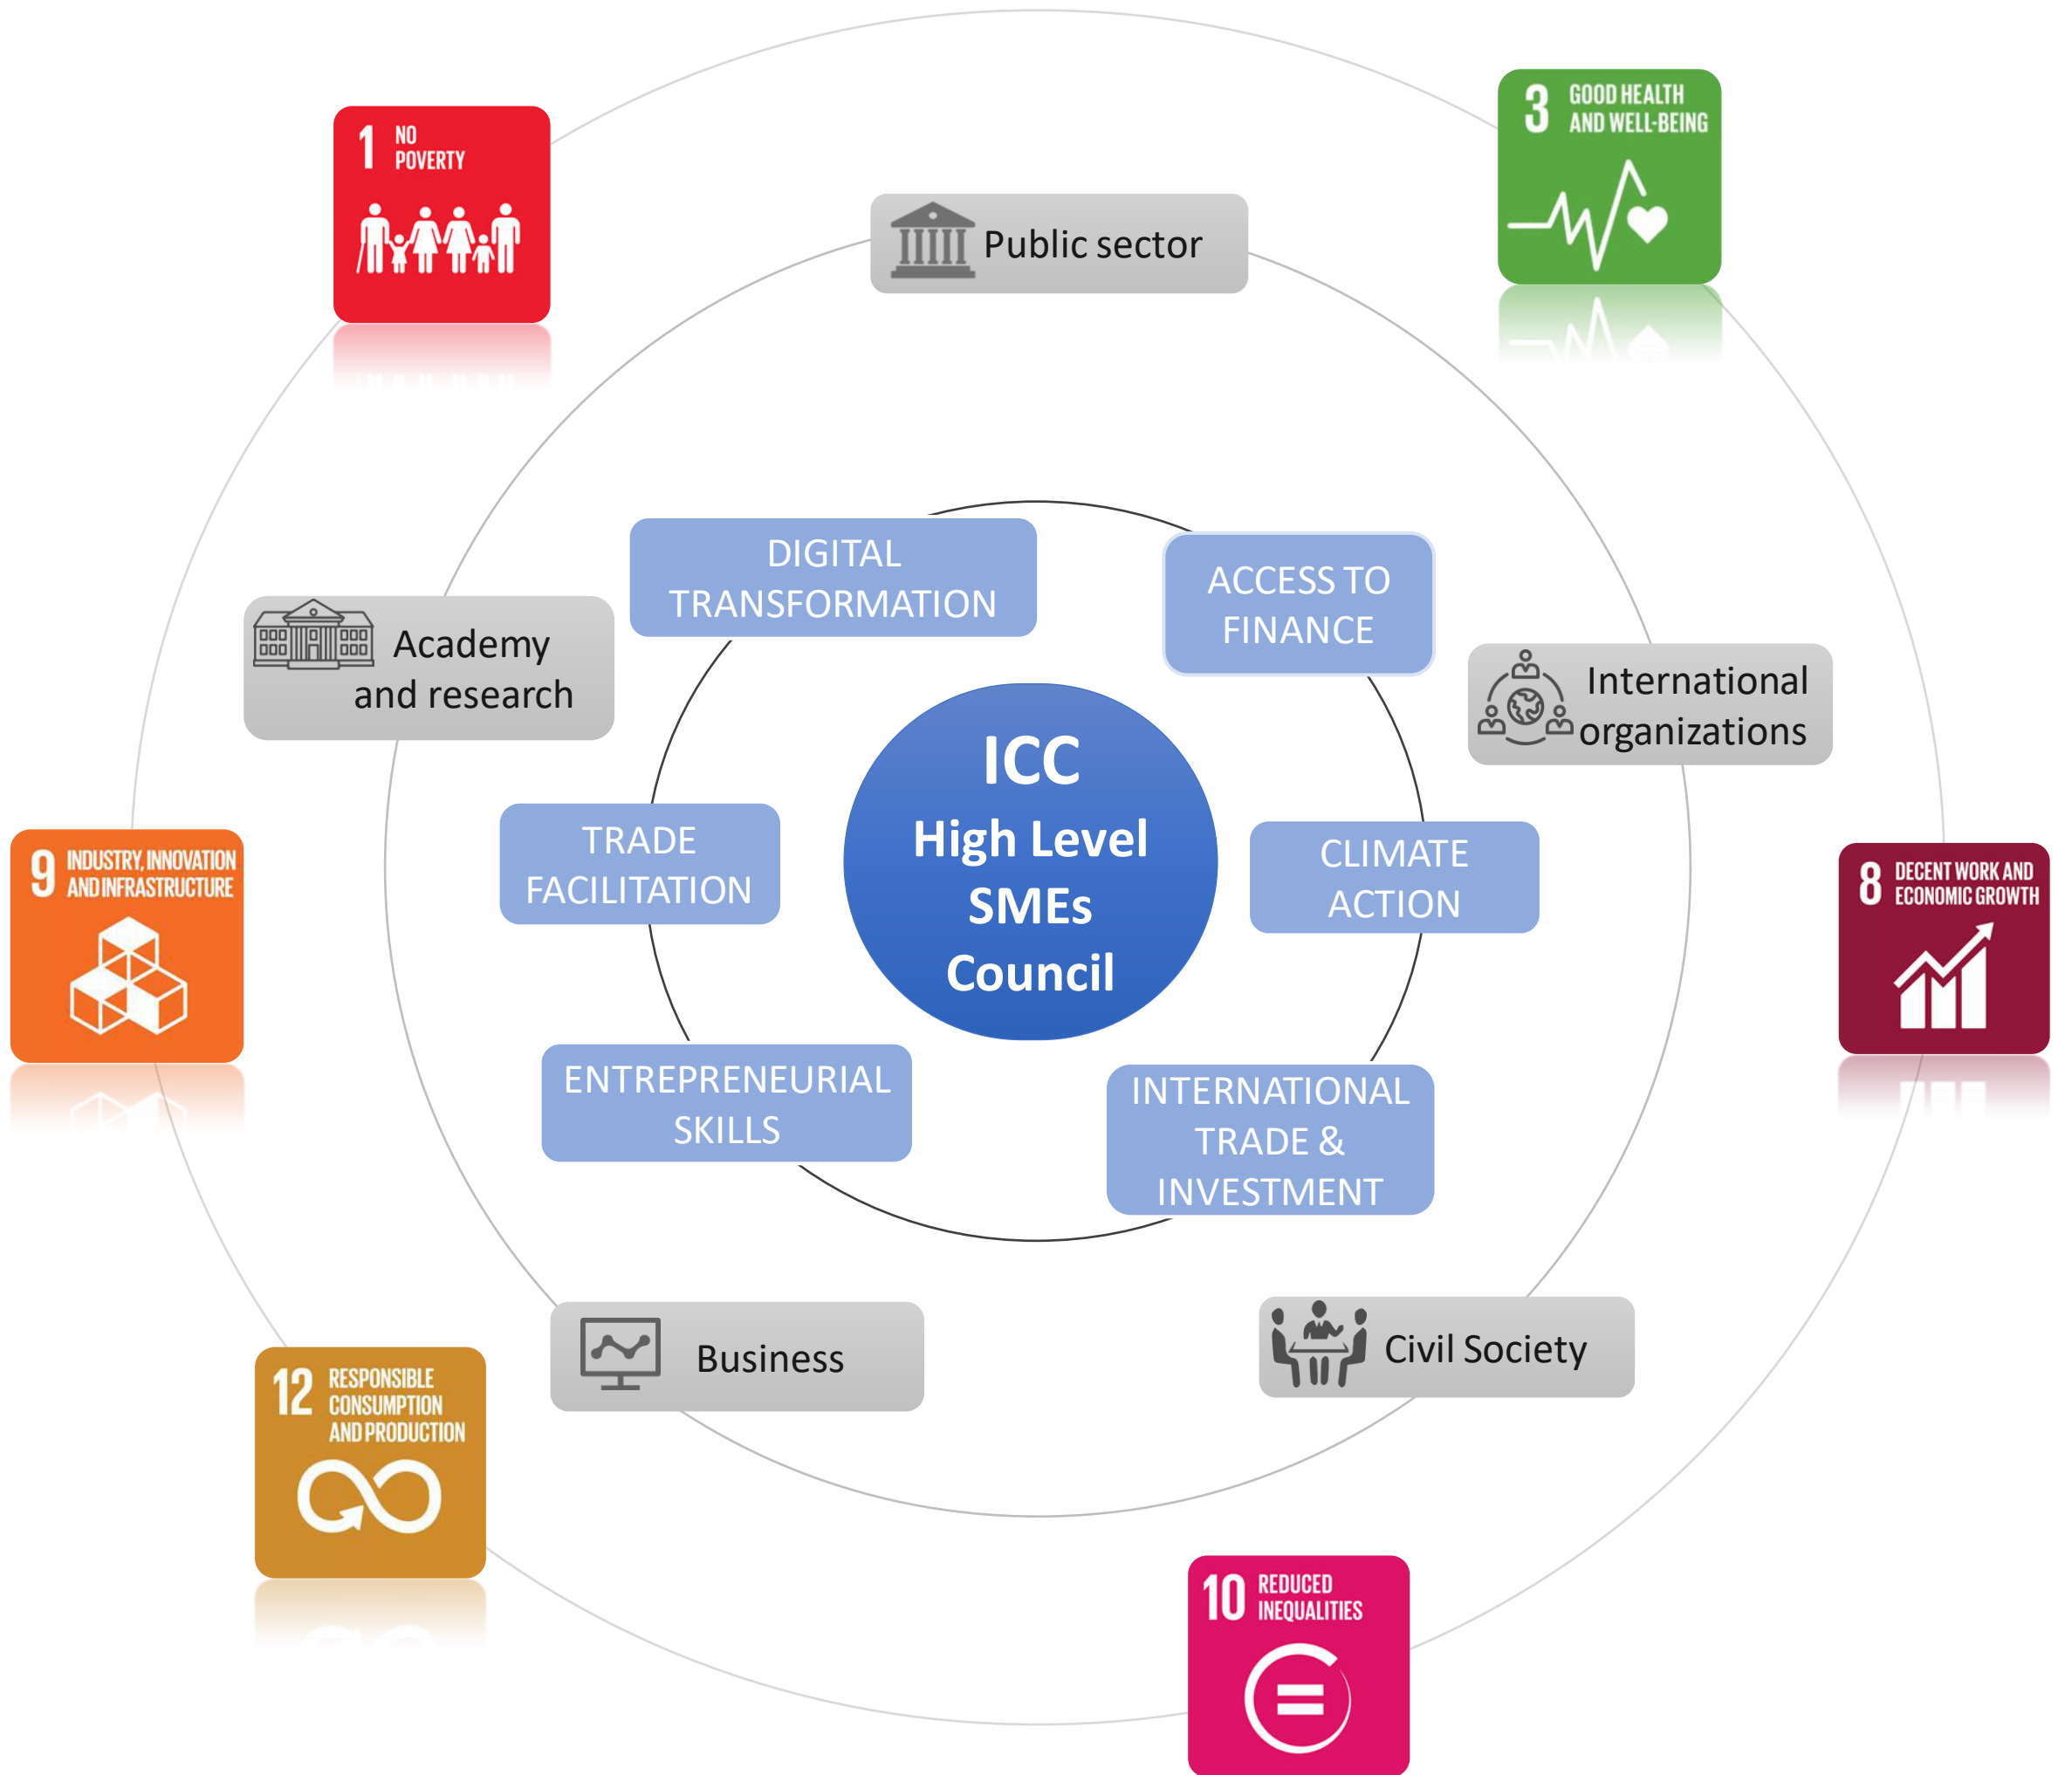 1 NO
POVERTY
3 GOOD HEALTH
AND WELL-BEING
Public sector
DIGITAL
TRANSFORMATION
ACCESS TO
FINANCE
Academy
and research
International
organizations
ICC
High Level
SMEs
Council
TRADE
FACILITATION
CLIMATE
ACTION
9 INDUSTRY, INNOVATION
AND INFRASTRUCTURE
8 DECENT WORK AND
ECONOMIC GROWTH
ENTREPRENEURIAL
SKILLS
INTERNATIONAL
TRADE &
INVESTMENT
Business
Civil Society
12 RESPONSIBLE
CONSUMPTION
AND PRODUCTION
10 REDUCED
INEQUALITIES